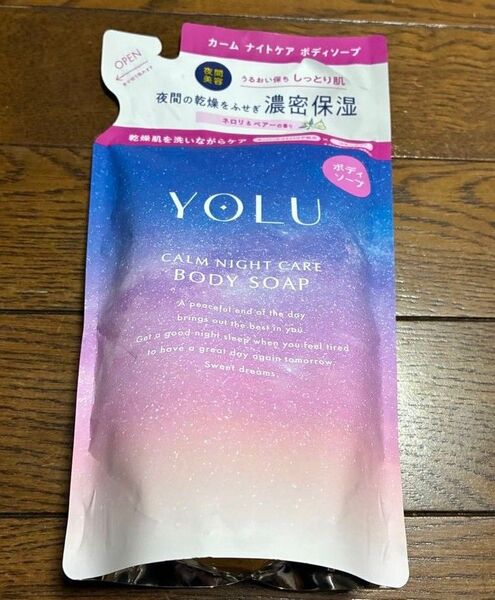 カーム ナイトケア ボディソープ
OPEN
夜間
美容
うるおい保ち しっとり肌
夜間の乾燥をふせぎ 濃密保湿
ネロリ&ペアーの香り
乾燥肌を洗いながらケア
ボディ
ソープ
YOLU
CALM NIGHT CARE
BODY SOAP
A peaceful end of the day
brings out the best in you.
Get a good night sleep when you feel tired
to have a great day again tomorrow.
Sweet dreams.